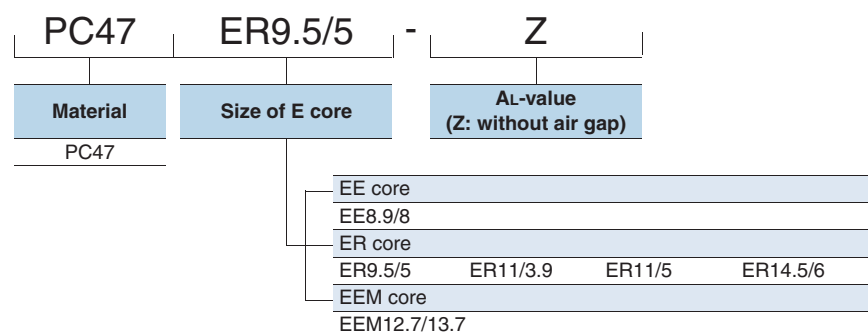 PC47 ER9.5/5 - Z
Material Size of E core AL-value
(Z: without air gap)
PC47
EE core
EE8.9/8
ER core
ER9.5/5 ER11/3.9 ER11/5 ER14.5/6
EEM core
EEM12.7/13.7